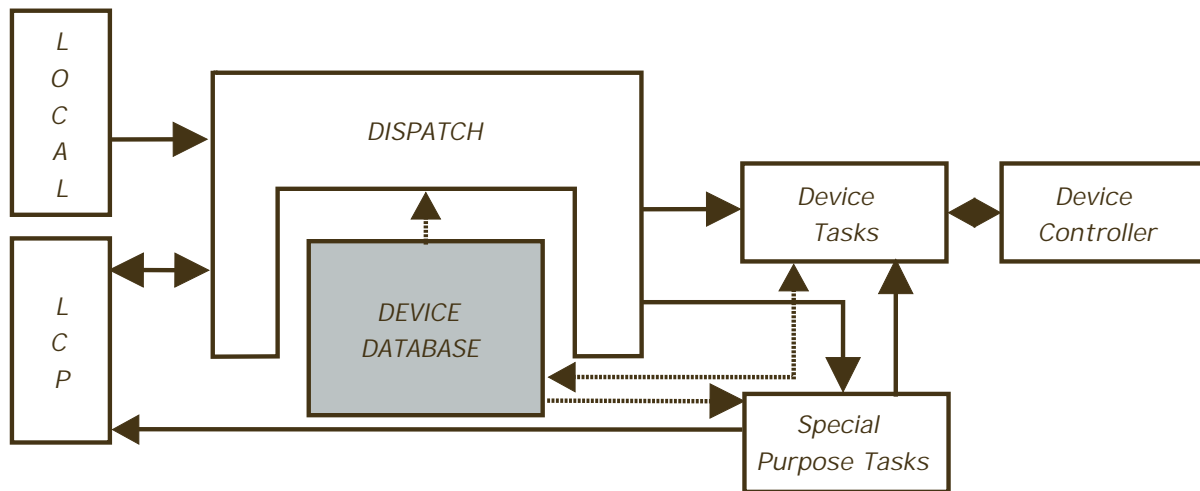 L
O
C
A
L
DISPATCH
Device
Tasks
Device
Controller
L
C
P
DEVICE
DATABASE
Special
Purpose Tasks